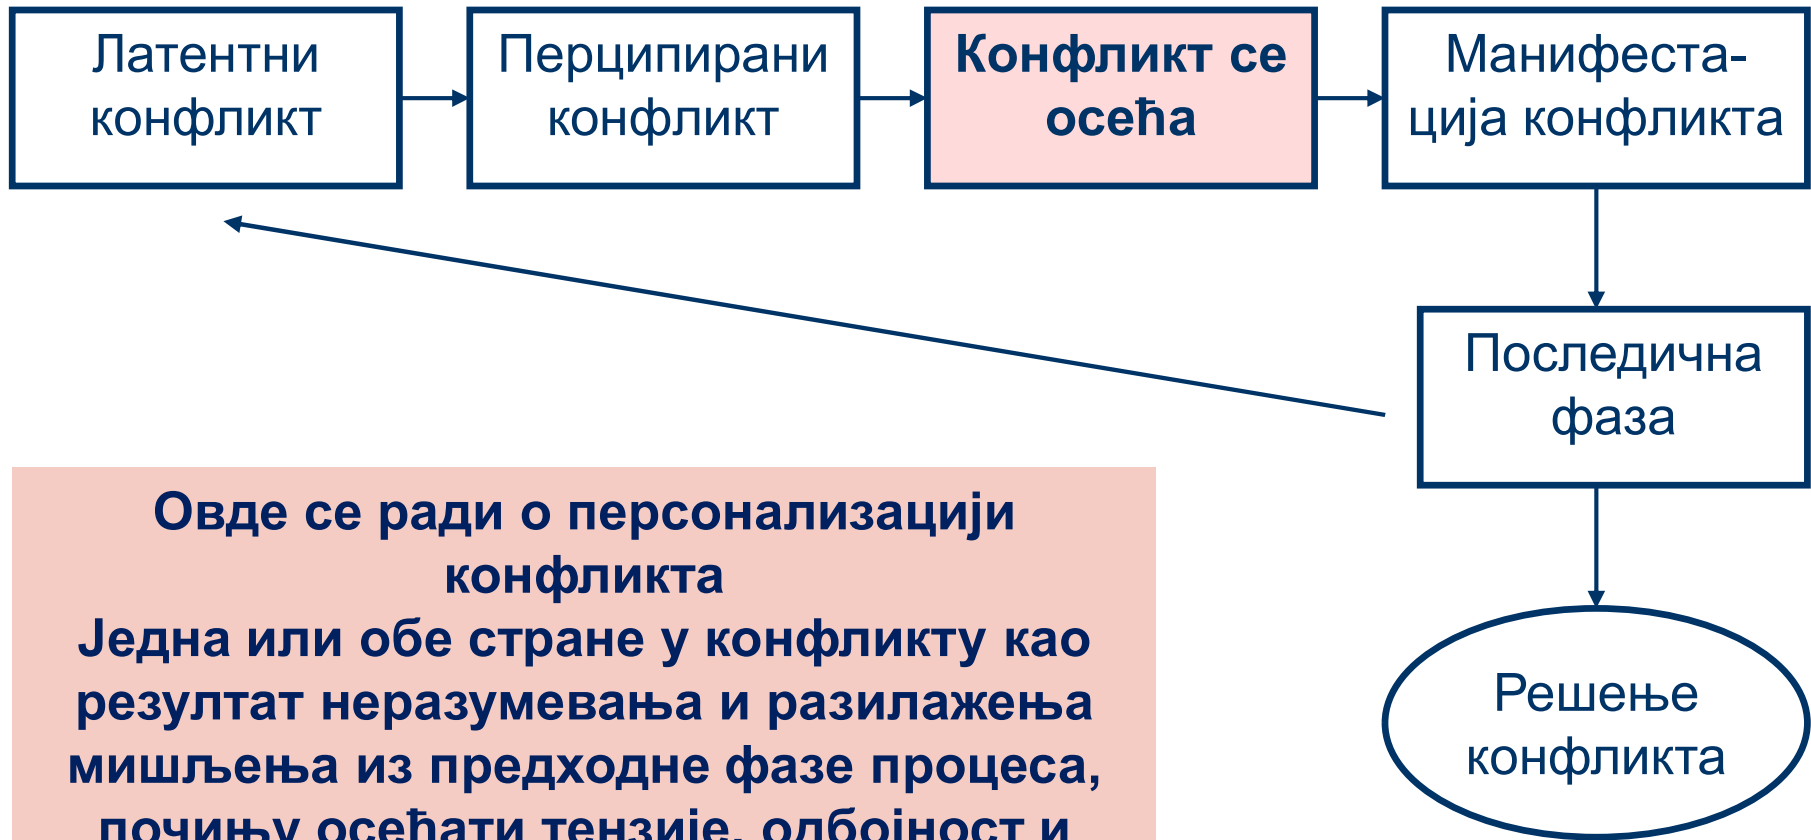 Латентни
конфликт
Перципирани
конфликт
Конфликт се
осећа
Манифеста-
ција конфликта
Последична
фаза
Овде се ради о персонализацији
конфликта
Једна или обе стране у конфликту као
резултат неразумевања и разилажења
мишљења из предходне фазе процеса,
почињу осећати тензије, одбојност и
Решење
конфликта